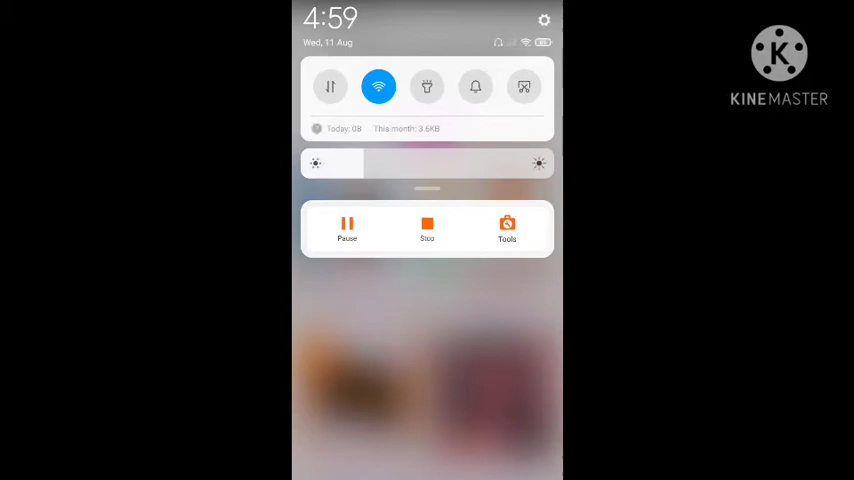 4:59
Wed, 11 Aug
Today: 0B This month: 3.6KB
Pause Stop Tools
K
KINEMASTER